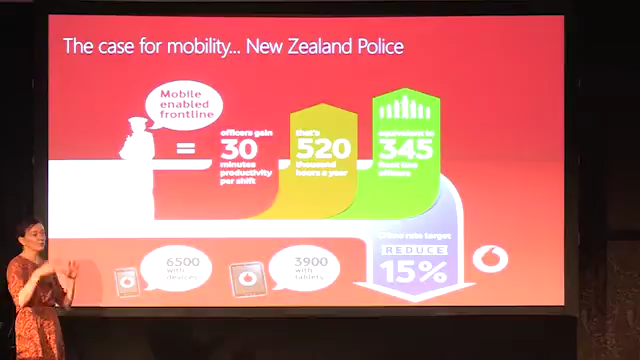 The case for mobility... New Zealand Police
Mobile
enabled
frontline
=
officers gain
30
minutes
productivity
per shift
that's
520
thousand
hours a year
equivalent to
345
front line
officers
Crime rate target
REDUCE
15%
6500
with
devices
3900
with
tablets